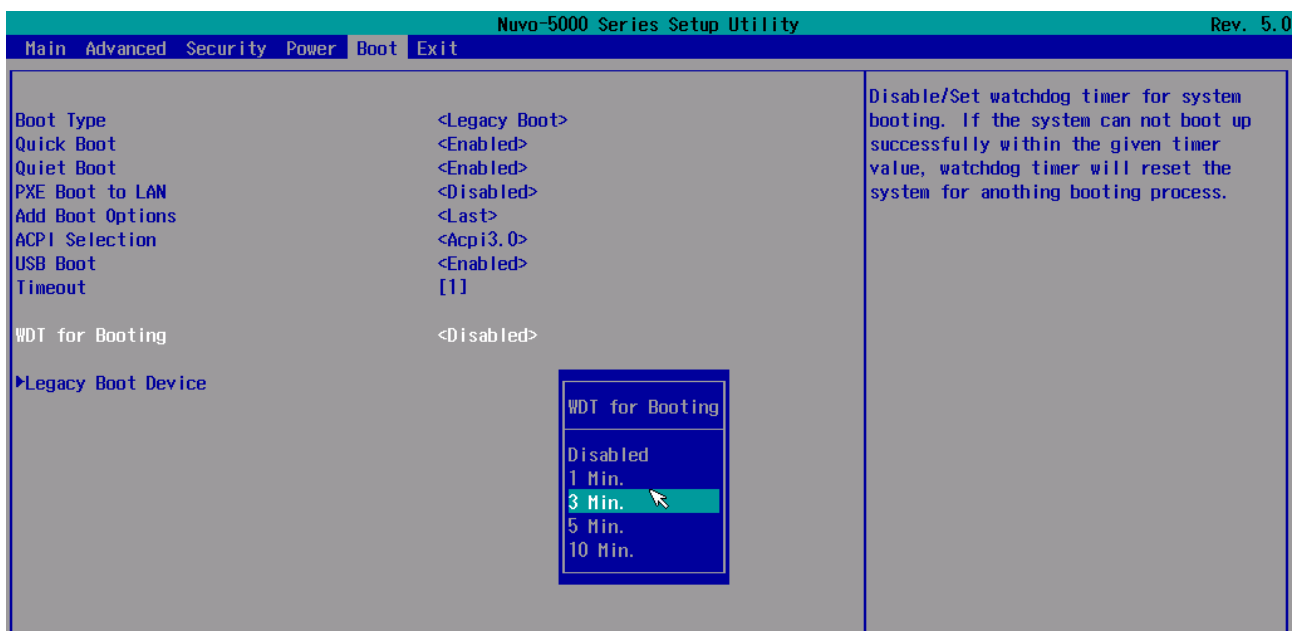 Nuvo-5000 Series Setup Utility Rev. 5.0
Main Advanced Security Power Boot Exit
Boot Type <Legacy Boot>
Quick Boot <Enabled>
Quiet Boot <Enabled>
PXE Boot to LAN <Disabled>
Add Boot Options <Last>
ACPI Selection <Acpi3.0>
USB Boot <Enabled>
Timeout [1]
WDT for Booting <Disabled>
Legacy Boot Device
WDT for Booting
Disabled
1 Min.
3 Min.
5 Min.
10 Min.
Disable/Set watchdog timer for system
booting. If the system can not boot up
successfully within the given timer
value, watchdog timer will reset the
system for anothing booting process.